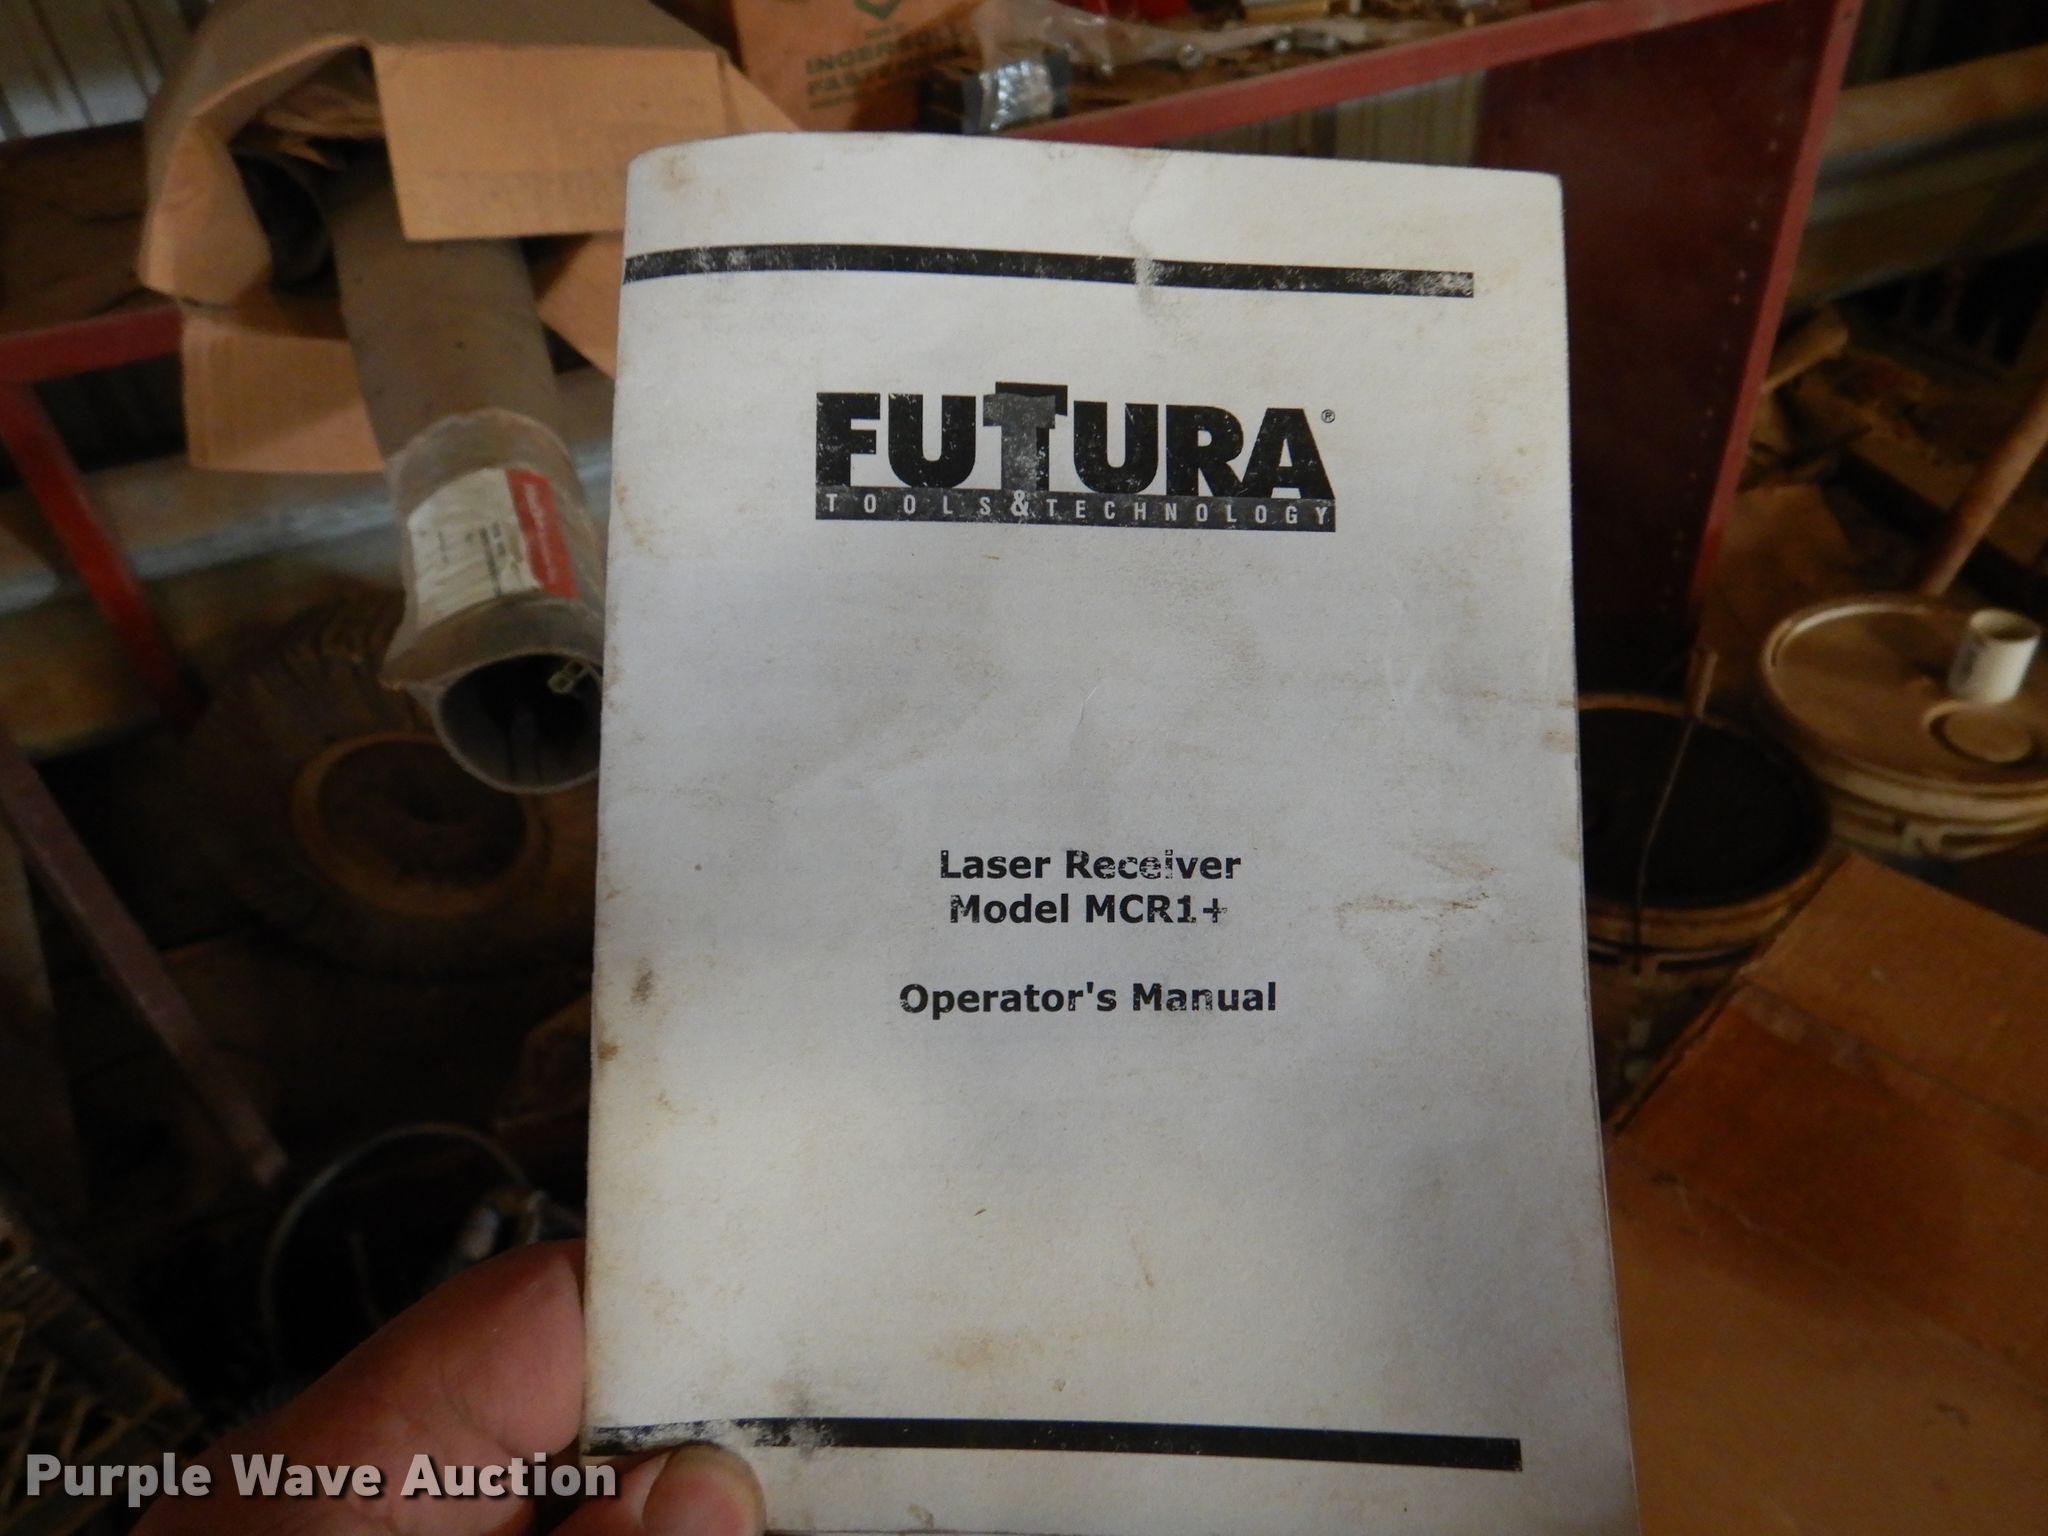 FUTURA®
TOOLS & TECHNOLOGY
Laser Receiver
Model MCR1+
Operator's Manual
Purple Wave Auction